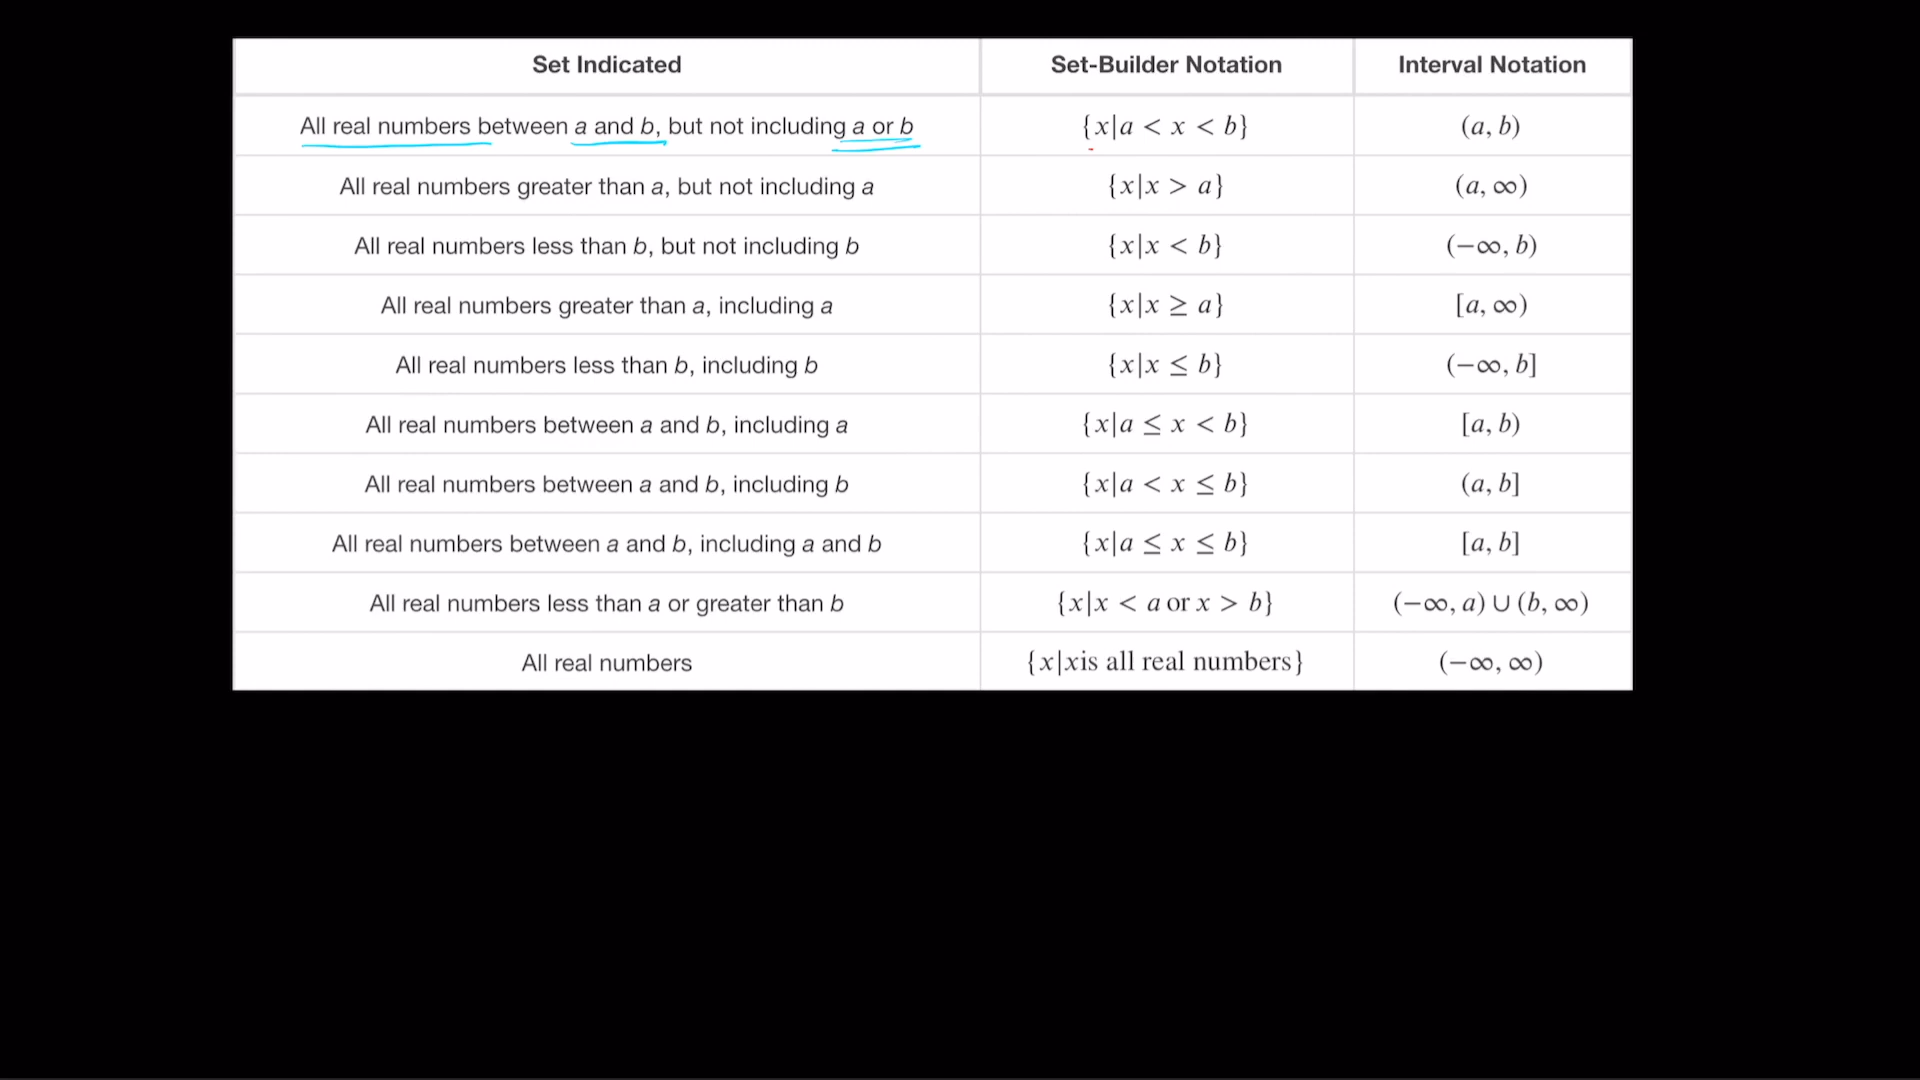 Set Indicated Set-Builder Notation Interval Notation
All real numbers between a and b, but not including a or b {x|a < x < b} (a, b)
All real numbers greater than a, but not including a {x|x > a} (a, ∞)
All real numbers less than b, but not including b {x|x < b} (−∞, b)
All real numbers greater than a, including a {x|x ≥ a} [a, ∞)
All real numbers less than b, including b {x|x ≤ b} (−∞, b]
All real numbers between a and b, including a {x|a ≤ x < b} [a, b)
All real numbers between a and b, including b {x|a < x ≤ b} (a, b]
All real numbers between a and b, including a and b {x|a ≤ x ≤ b} [a, b]
All real numbers less than a or greater than b {x|x < a or x > b} (−∞, a) ∪ (b, ∞)
All real numbers {x|xis all real numbers} (−∞, ∞)